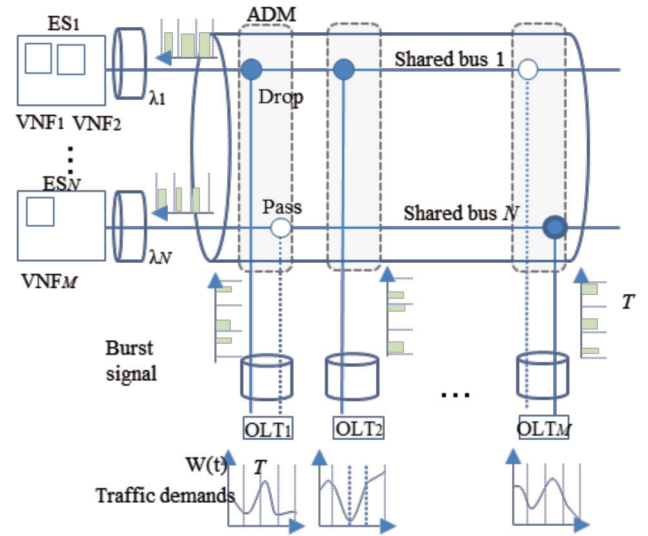 ES1
ADM
Shared bus 1
λ1
Drop
VNF1 VNF2
⋮
ESN
Pass
Shared bus N
λN
VNFM
T
Burst
signal
...
OLT1
OLT2
OLTM
W(t)
T
Traffic demands